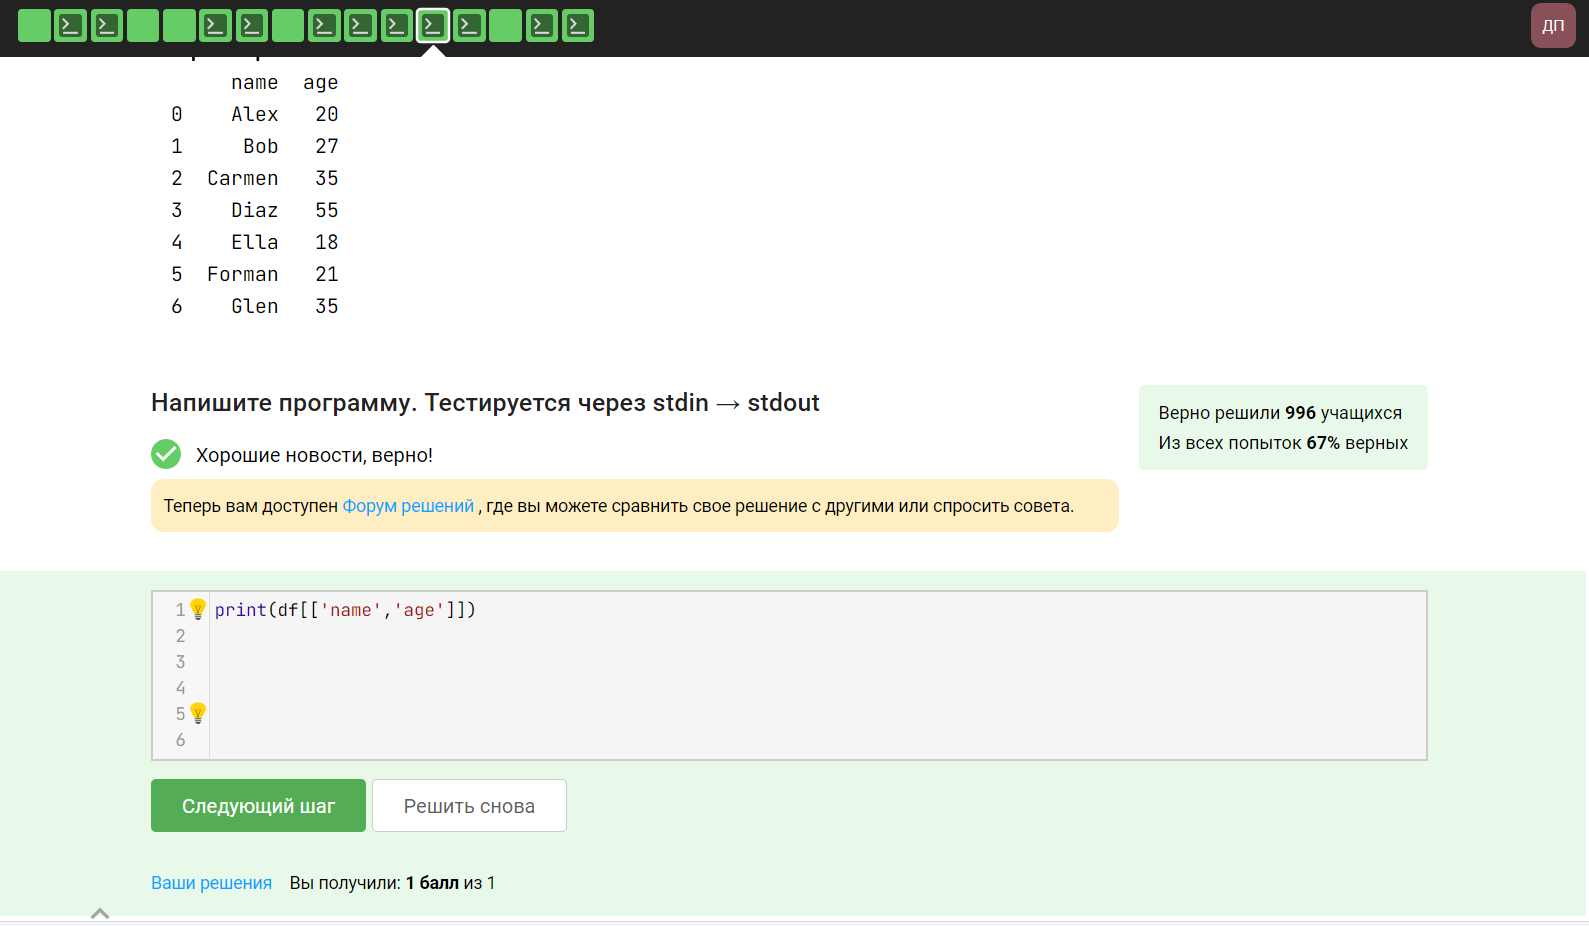 ДП
name age
0 Alex 20
1 Bob 27
2 Carmen 35
3 Diaz 55
4 Ella 18
5 Forman 21
6 Glen 35
Напишите программу. Тестируется через stdin → stdout
Верно решили 996 учащихся
Из всех попыток 67% верных
Хорошие новости, верно!
Теперь вам доступен Форум решений , где вы можете сравнить свое решение с другими или спросить совета.
1 print(df[['name','age']])
2
3
4
5
6
Следующий шаг Решить снова
Ваши решения Вы получили: 1 балл из 1